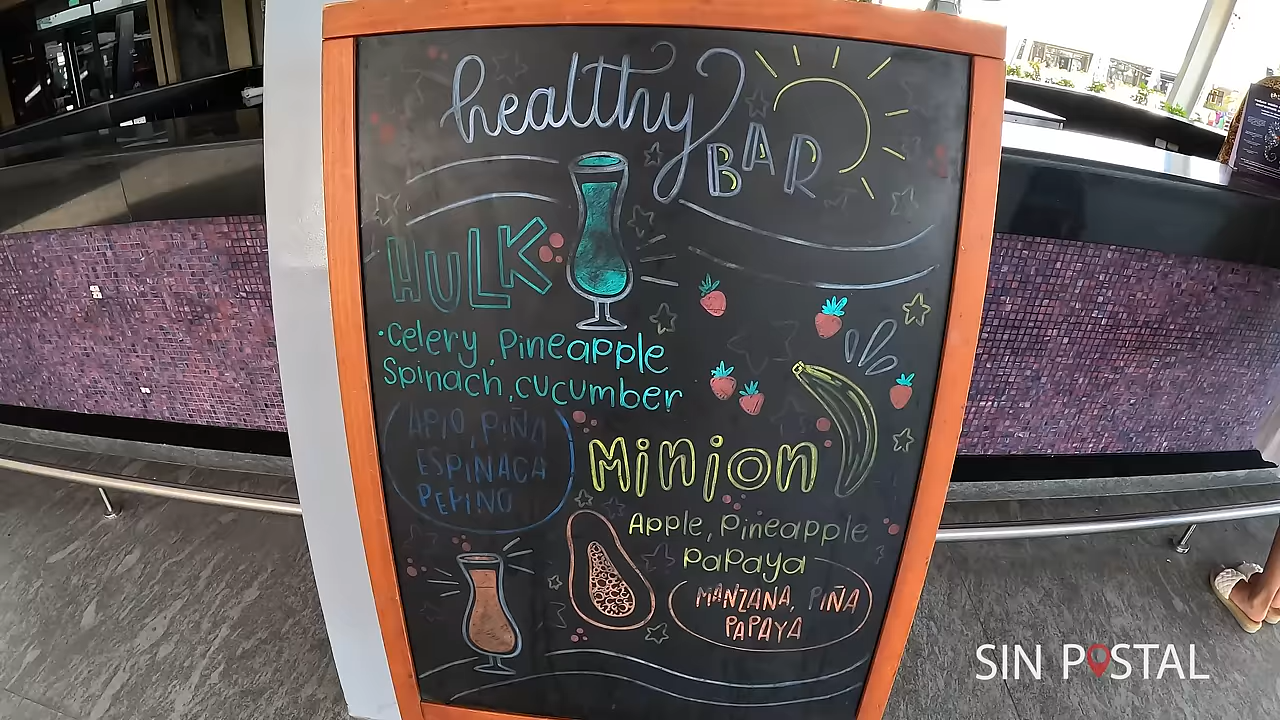 healthy
BAR
HULK
·celery, Pineapple
Spinach, cucumber
APIO, PIÑA
ESPINACA
PEPINO
Minion
Apple, Pineapple
PaPaya
MANZANA, PIÑA
PAPAYA
SIN POSTAL